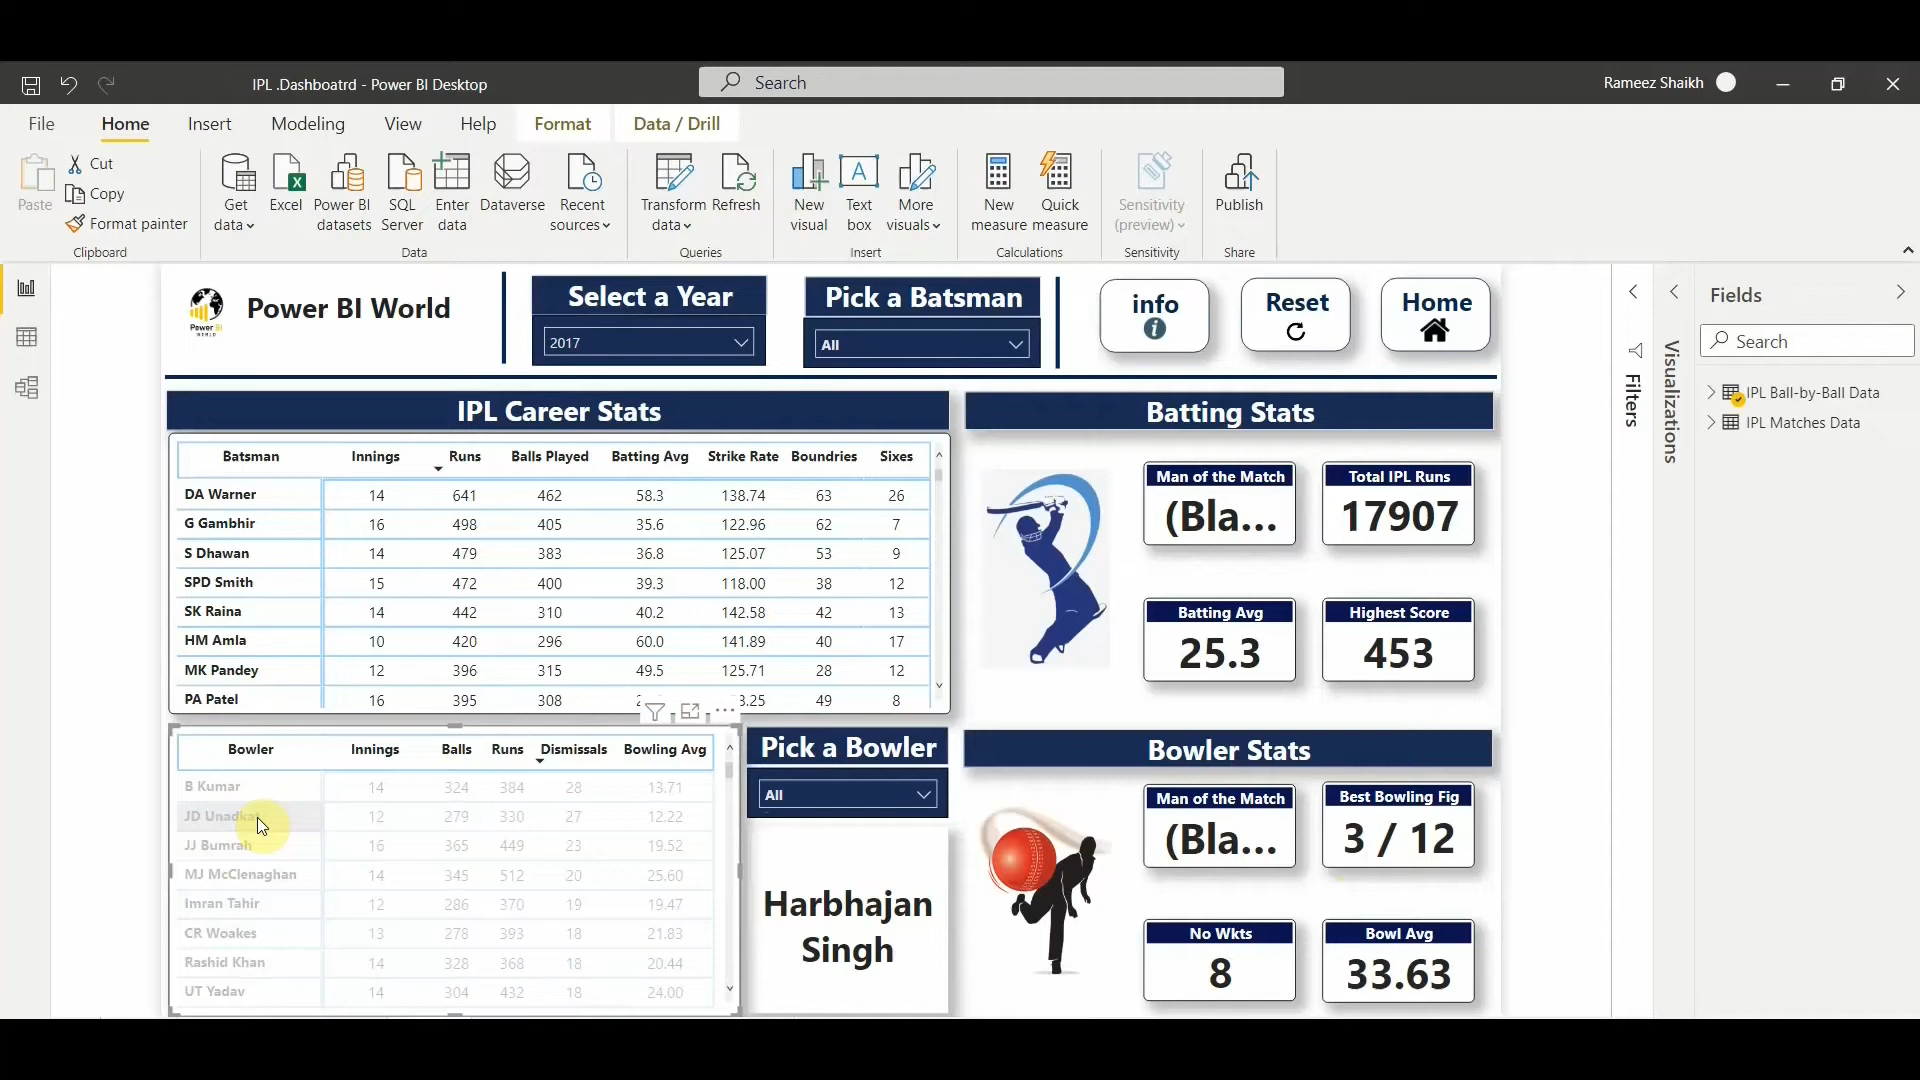 IPL .Dashboatrd - Power BI Desktop
Search
Rameez Shaikh
File Home Insert Modeling View Help Format Data / Drill
Paste
Cut
Copy
Format painter
Clipboard
Get data
Excel
Power BI datasets
SQL Server
Enter data
Dataverse
Recent sources
Data
Transform data
Refresh
Queries
New visual
Text box
More visuals
Insert
New measure
Quick measure
Calculations
Sensitivity (preview)
Sensitivity
Publish
Share
Power BI
WORLD
Power BI World
Select a Year
2017
Pick a Batsman
All
info
Reset
Home
IPL Career Stats
Batsman Innings Runs Balls Played Batting Avg Strike Rate Boundries Sixes
DA Warner 14 641 462 58.3 138.74 63 26
G Gambhir 16 498 405 35.6 122.96 62 7
S Dhawan 14 479 383 36.8 125.07 53 9
SPD Smith 15 472 400 39.3 118.00 38 12
SK Raina 14 442 310 40.2 142.58 42 13
HM Amla 10 420 296 60.0 141.89 40 17
MK Pandey 12 396 315 49.5 125.71 28 12
PA Patel 16 395 308 49 8
Bowler Innings Balls Runs Dismissals Bowling Avg
B Kumar 14 324 384 28 13.71
JD Unadkat 12 279 330 27 12.22
JJ Bumrah 16 365 449 23 19.52
MJ McClenaghan 14 345 512 20 25.60
Imran Tahir 12 286 370 19 19.47
CR Woakes 13 278 393 18 21.83
Rashid Khan 14 328 368 18 20.44
UT Yadav 14 304 432 18 24.00
Pick a Bowler
All
Harbhajan
Singh
Batting Stats
Man of the Match
(Bla...
Total IPL Runs
17907
Batting Avg
25.3
Highest Score
453
Bowler Stats
Man of the Match
(Bla...
Best Bowling Fig
3 / 12
No Wkts
8
Bowl Avg
33.63
Filters
Visualizations
Fields
Search
IPL Ball-by-Ball Data
IPL Matches Data